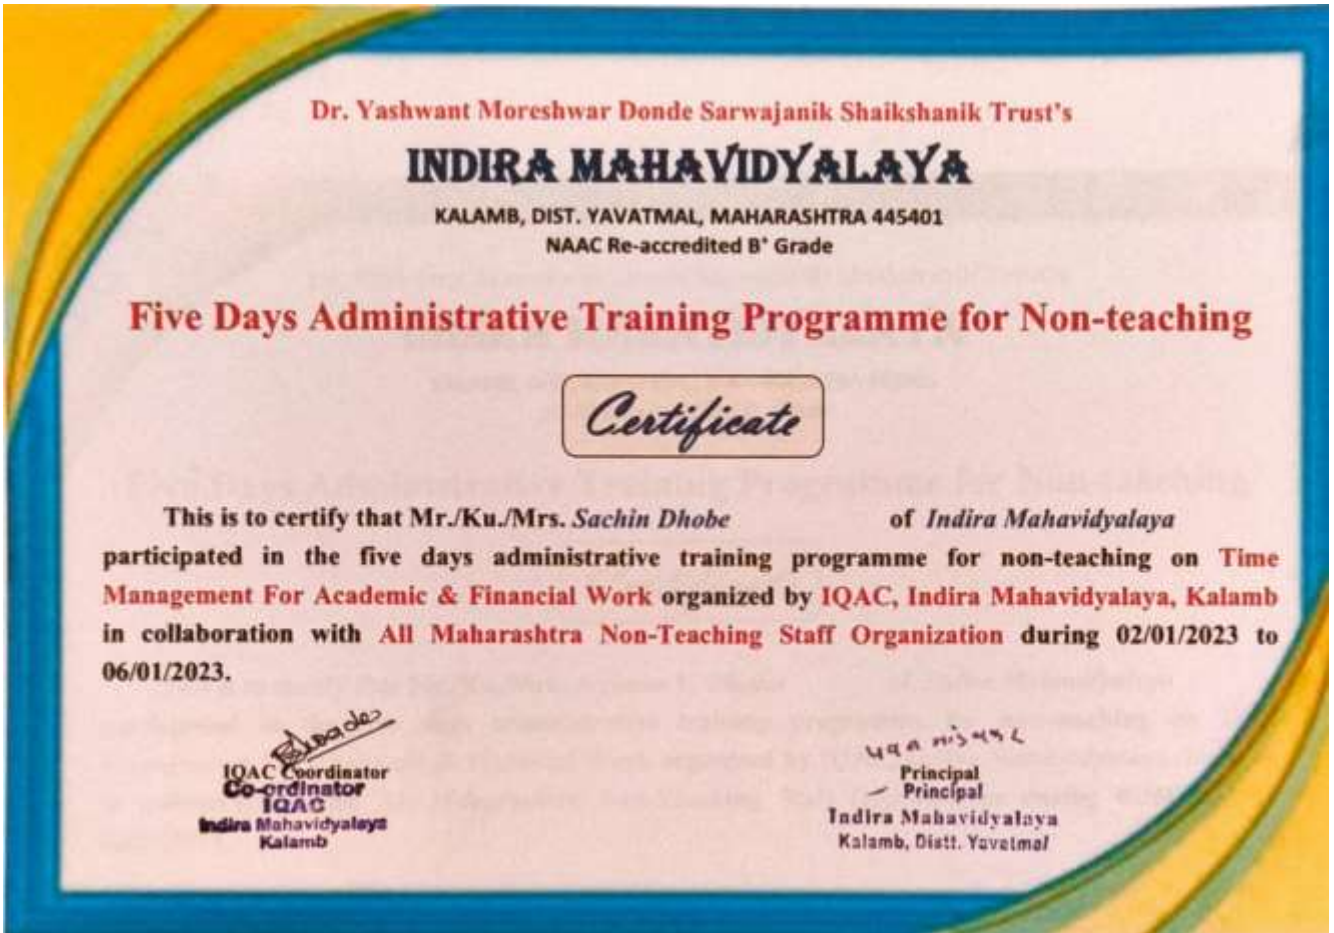 Dr. Yashwant Moreshwar Donde Sarwajanik Shaikshanik Trust's
INDIRA MAHAVIDYALAYA
KALAMB, DIST. YAVATMAL, MAHARASHTRA 445401
NAAC Re-accredited B+ Grade
Five Days Administrative Training Programme for Non-teaching
Certificate
This is to certify that Mr./Ku./Mrs. Sachin Dhobe of Indira Mahavidyalaya
participated in the five days administrative training programme for non-teaching on Time
Management For Academic & Financial Work organized by IQAC, Indira Mahavidyalaya, Kalamb
in collaboration with All Maharashtra Non-Teaching Staff Organization during 02/01/2023 to
06/01/2023.
IQAC Coordinator
Co-ordinator
IQAC
Indira Mahavidyalaya
Kalamb
Principal
Principal
Indira Mahavidyalaya
Kalamb, Distt. Yavatmal